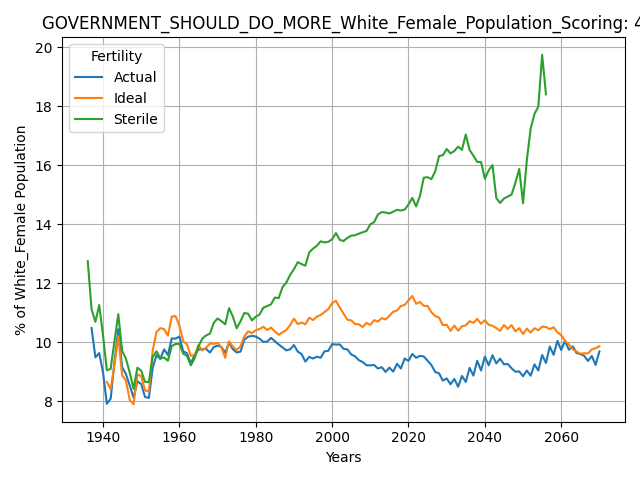 GOVERNMENT_SHOULD_DO_MORE_White_Female_Population_Scoring: 4
Fertility
Actual
Ideal
Sterile
20
18
16
14
12
10
8
% of White_Female Population
1940
1960
1980
2000
2020
2040
2060
Years